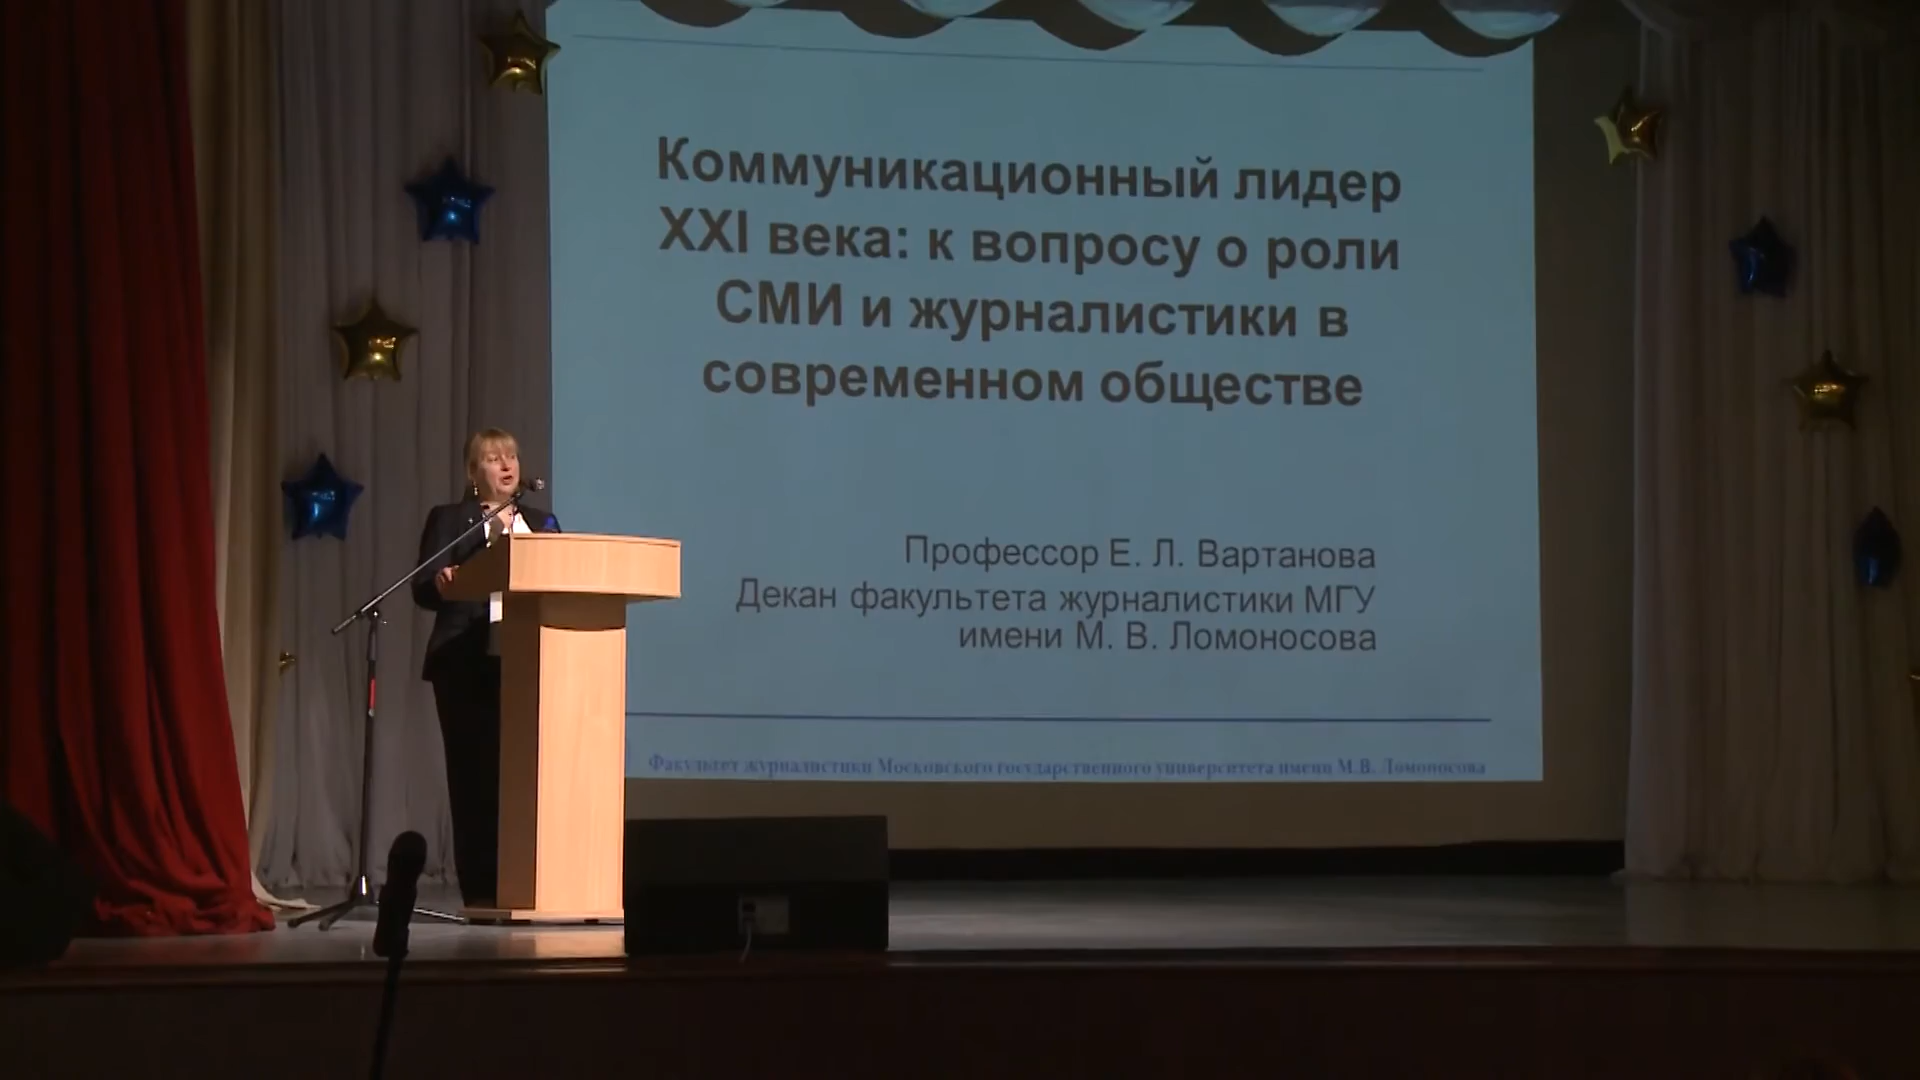 Коммуникационный лидер
XXI века: к вопросу о роли
СМИ и журналистики в
современном обществе
Профессор Е. Л. Вартанова
Декан факультета журналистики МГУ
имени М. В. Ломоносова
Факультет журналистики Московского государственного университета имени М.В. Ломоносова